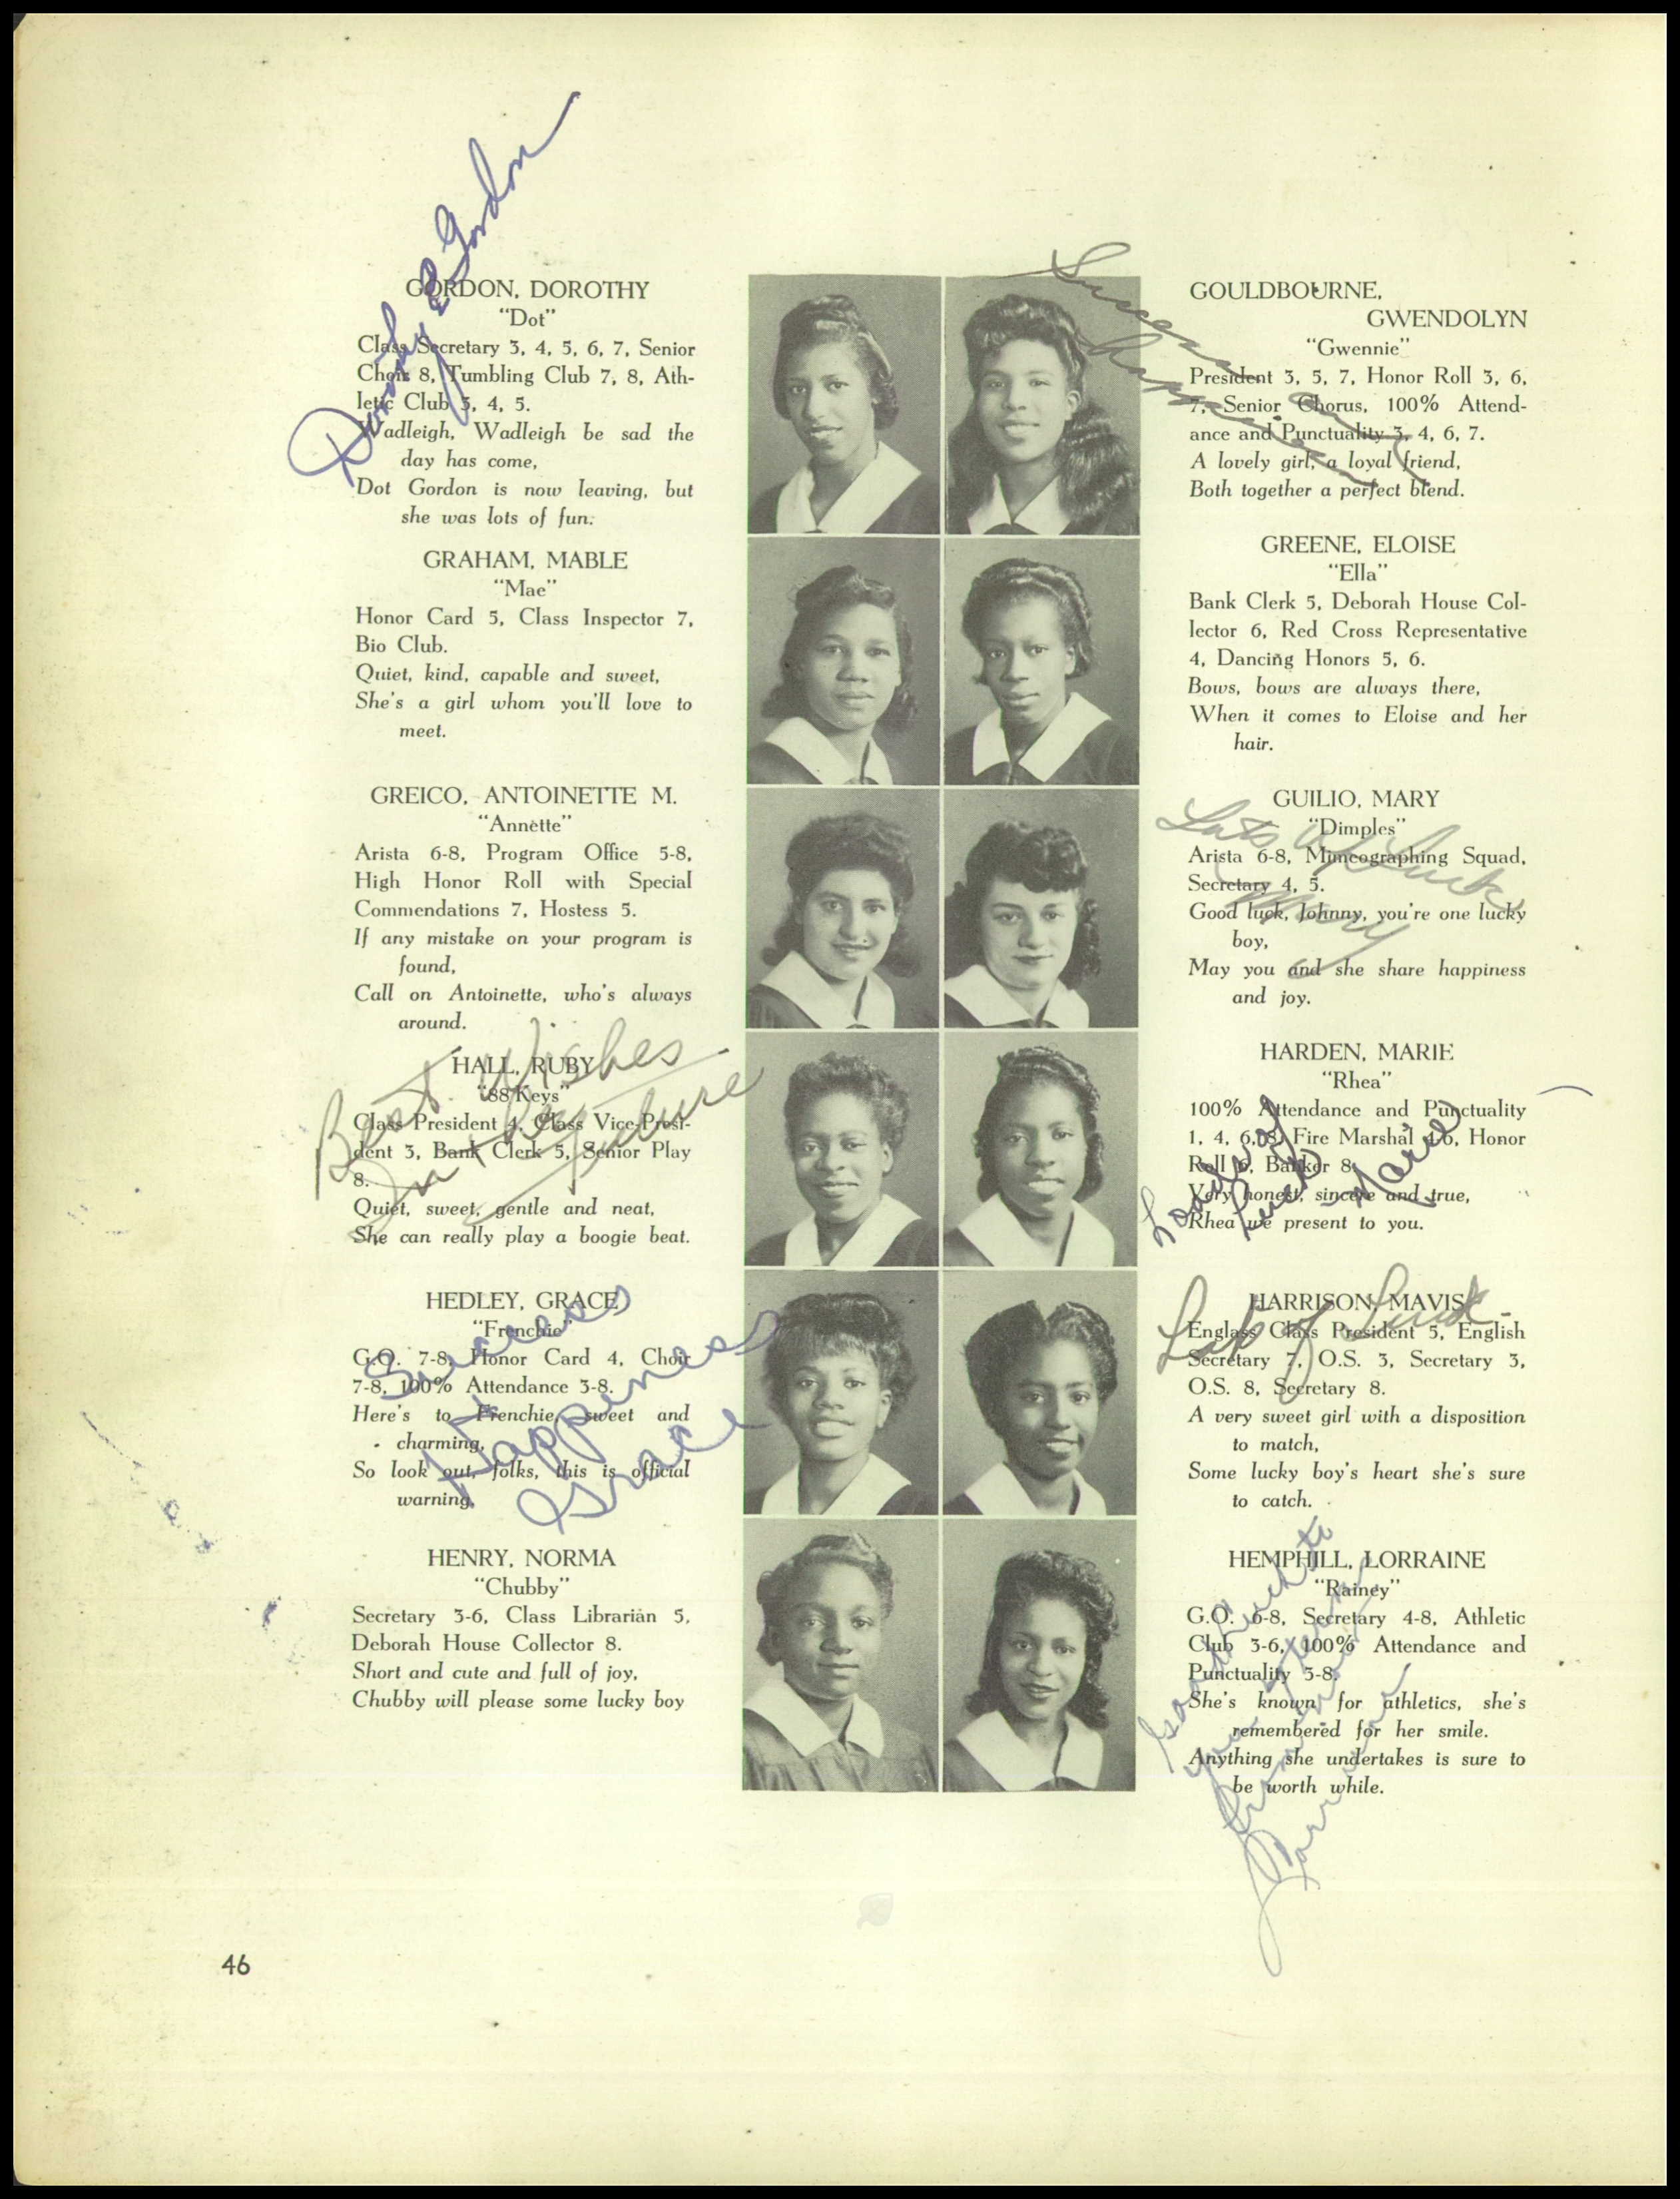 GORDON, DOROTHY
"Dot"
Class Secretary 3, 4, 5, 6, 7, Senior
Choir 8, Tumbling Club 7, 8, Ath-
letic Club 3, 4, 5.
Wadleigh, Wadleigh be sad the
day has come,
Dot Gordon is now leaving, but
she was lots of fun.
Dorothy E Gordon
GRAHAM, MABLE
"Mae"
Honor Card 5, Class Inspector 7,
Bio Club.
Quiet, kind, capable and sweet,
She's a girl whom you'll love to
meet.
GREICO, ANTOINETTE M.
"Annette"
Arista 6-8, Program Office 5-8,
High Honor Roll with Special
Commendations 7, Hostess 5.
If any mistake on your program is
found,
Call on Antoinette, who's always
around.
HALL, RUBY
"88 Keys"
Class President 4, Class Vice-Presi-
dent 3, Bank Clerk 5, Senior Play
8.
Quiet, sweet, gentle and neat,
She can really play a boogie beat.
Best Wishes
In the future
HEDLEY, GRACE
"Frenchie"
G.O. 7-8, Honor Card 4, Choir
7-8, 100% Attendance 3-8.
Here's to Frenchie, sweet and
charming,
So look out, folks, this is official
warning.
Success
Happiness
Grace
HENRY, NORMA
"Chubby"
Secretary 3-6, Class Librarian 5,
Deborah House Collector 8.
Short and cute and full of joy,
Chubby will please some lucky boy
GOULDBOURNE,
GWENDOLYN
"Gwennie"
President 3, 5, 7, Honor Roll 3, 6,
7, Senior Chorus, 100% Attend-
ance and Punctuality 3, 4, 6, 7.
A lovely girl, a loyal friend,
Both together a perfect blend.
Success
GREENE, ELOISE
"Ella"
Bank Clerk 5, Deborah House Col-
lector 6, Red Cross Representative
4, Dancing Honors 5, 6.
Bows, bows are always there,
When it comes to Eloise and her
hair.
GUILIO, MARY
"Dimples"
Arista 6-8, Mimeographing Squad,
Secretary 4, 5.
Good luck, Johnny, you're one lucky
boy,
May you and she share happiness
and joy.
Lots of Luck
Mary
HARDEN, MARIE
"Rhea"
100% Attendance and Punctuality
1, 4, 6, 8, Fire Marshal 4-6, Honor
Roll 6, Banker 8.
Very honest, sincere and true,
Rhea we present to you.
Loads of
luck
Marie
HARRISON, MAVIS
Englass Class President 5, English
Secretary 7, O.S. 3, Secretary 3,
O.S. 8, Secretary 8.
A very sweet girl with a disposition
to match,
Some lucky boy's heart she's sure
to catch.
Lots of Luck
HEMPHILL, LORRAINE
"Rainey"
G.O. 6-8, Secretary 4-8, Athletic
Club 3-6, 100% Attendance and
Punctuality 3-8.
She's known for athletics, she's
remembered for her smile.
Anything she undertakes is sure to
be worth while.
Good luck to
Lorraine
46